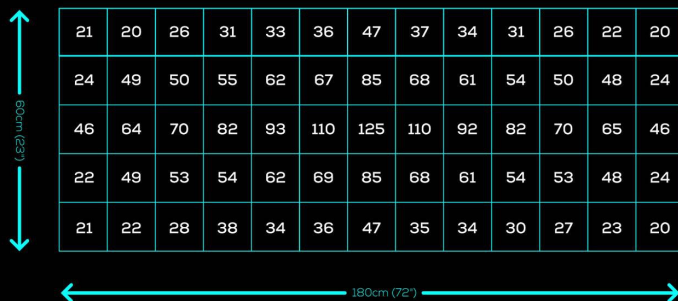 21 20 26 31 33 36 47 37 34 31 26 22 20
24 49 50 55 62 67 85 68 61 54 50 48 24
46 64 70 82 93 110 125 110 92 82 70 65 46
22 49 53 54 62 69 85 68 61 54 53 48 24
21 22 28 38 34 36 47 35 34 30 27 23 20
60cm (23")
180cm (72")